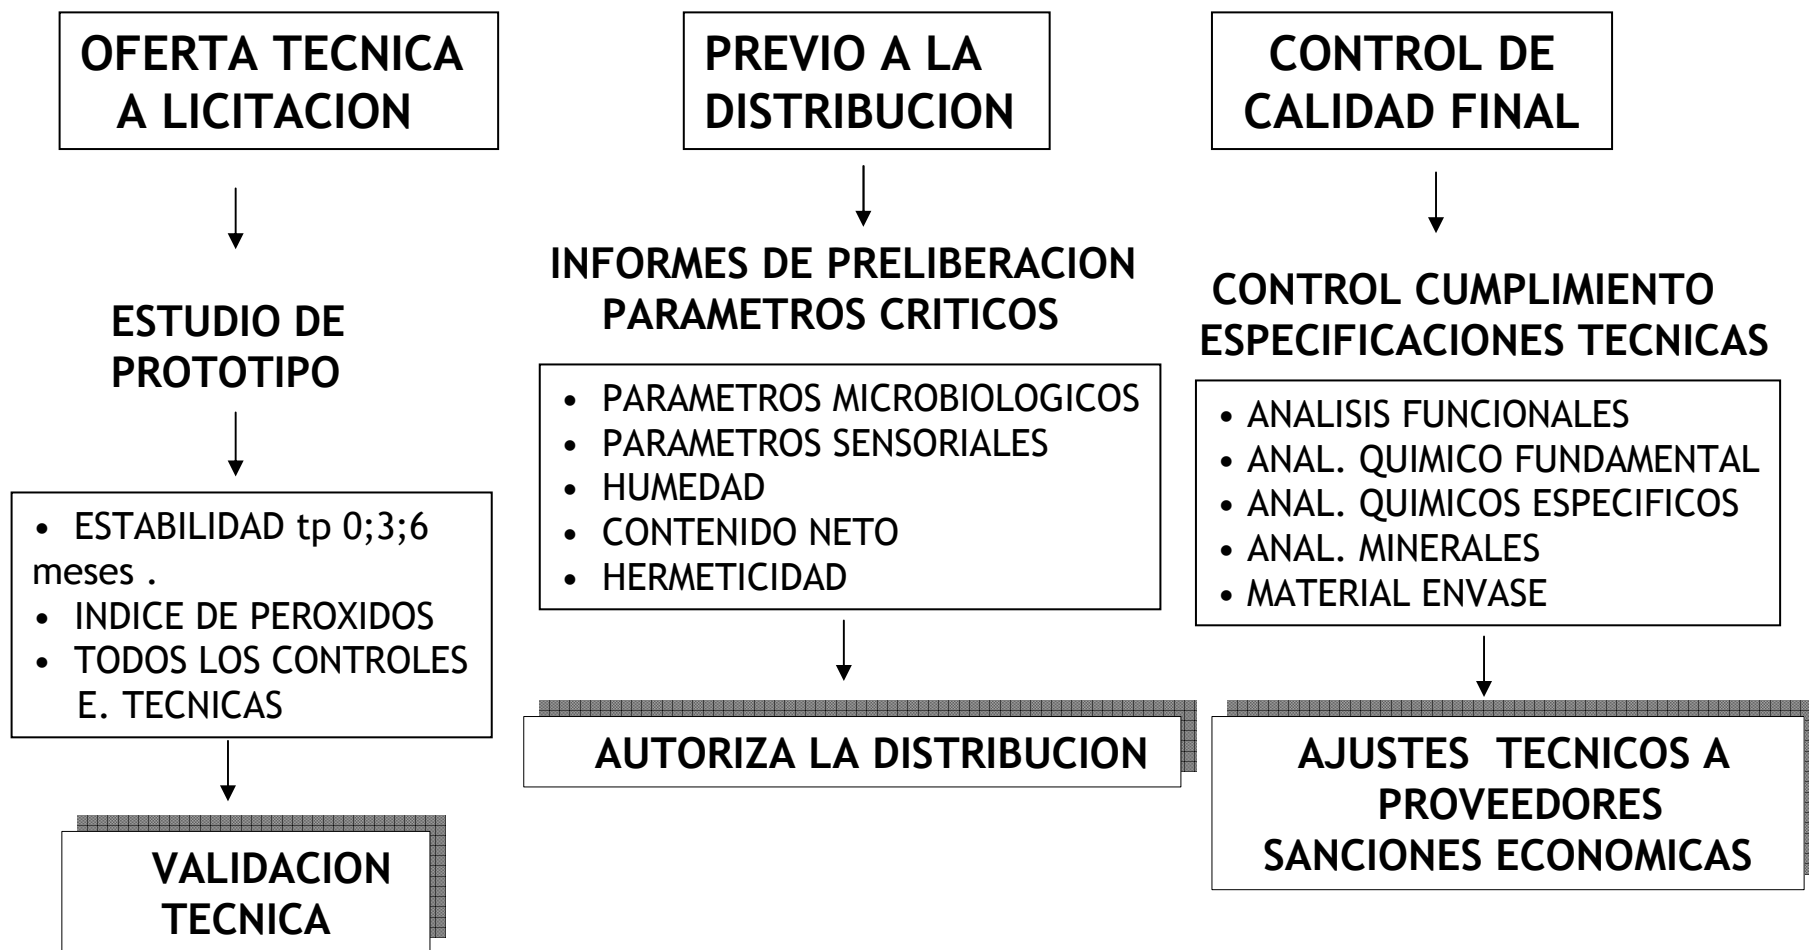 OFERTA TECNICA
A LICITACION
ESTUDIO DE
PROTOTIPO
• ESTABILIDAD tp 0;3;6
meses .
• INDICE DE PEROXIDOS
• TODOS LOS CONTROLES
E. TECNICAS
VALIDACION
TECNICA
PREVIO A LA
DISTRIBUCION
INFORMES DE PRELIBERACION
PARAMETROS CRITICOS
• PARAMETROS MICROBIOLOGICOS
• PARAMETROS SENSORIALES
• HUMEDAD
• CONTENIDO NETO
• HERMETICIDAD
AUTORIZA LA DISTRIBUCION
CONTROL DE
CALIDAD FINAL
CONTROL CUMPLIMIENTO
ESPECIFICACIONES TECNICAS
• ANALISIS FUNCIONALES
• ANAL. QUIMICO FUNDAMENTAL
• ANAL. QUIMICOS ESPECIFICOS
• ANAL. MINERALES
• MATERIAL ENVASE
AJUSTES TECNICOS A
PROVEEDORES
SANCIONES ECONOMICAS